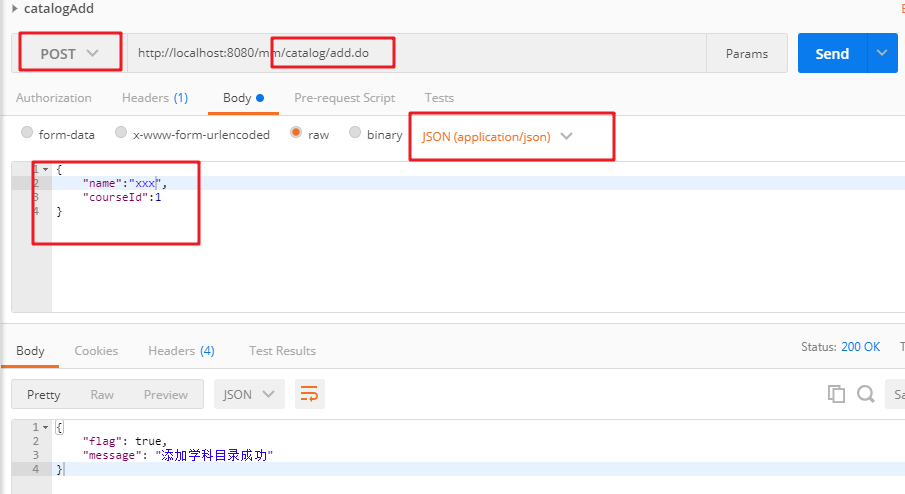 catalogAdd
POST http://localhost:8080/mm/catalog/add.do Params Send
Authorization Headers (1) Body Pre-request Script Tests
form-data x-www-form-urlencoded raw binary JSON (application/json)
1 {
2 "name":"xxx",
3 "courseId":1
4 }
Body Cookies Headers (4) Test Results Status: 200 OK
Pretty Raw Preview JSON Sa
1 {
2 "flag": true,
3 "message": "添加学科目录成功"
4 }